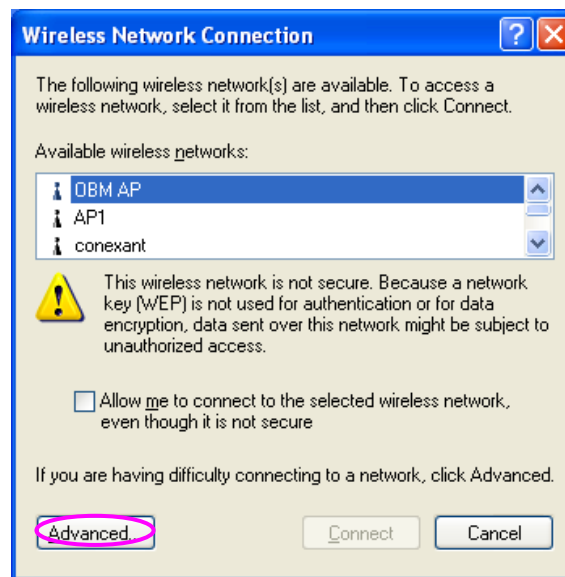 Wireless Network Connection
The following wireless network(s) are available. To access a
wireless network, select it from the list, and then click Connect.
Available wireless networks:
OBM AP
AP1
conexant
This wireless network is not secure. Because a network
key (WEP) is not used for authentication or for data
encryption, data sent over this network might be subject to
unauthorized access.
Allow me to connect to the selected wireless network,
even though it is not secure
If you are having difficulty connecting to a network, click Advanced.
Advanced... Connect Cancel